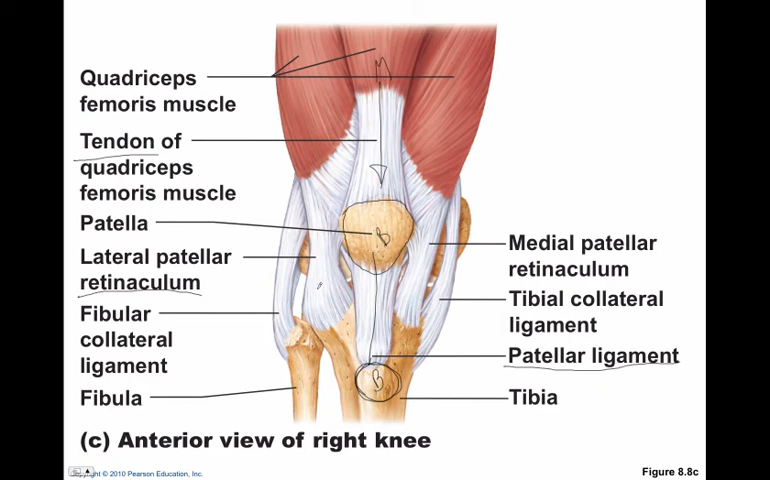 Quadriceps
femoris muscle
Tendon of
quadriceps
femoris muscle
Patella
Lateral patellar
retinaculum
Fibular
collateral
ligament
Fibula
M
B
B
Medial patellar
retinaculum
Tibial collateral
ligament
Patellar ligament
Tibia
(c) Anterior view of right knee
© 2010 Pearson Education, Inc.
Figure 8.8c